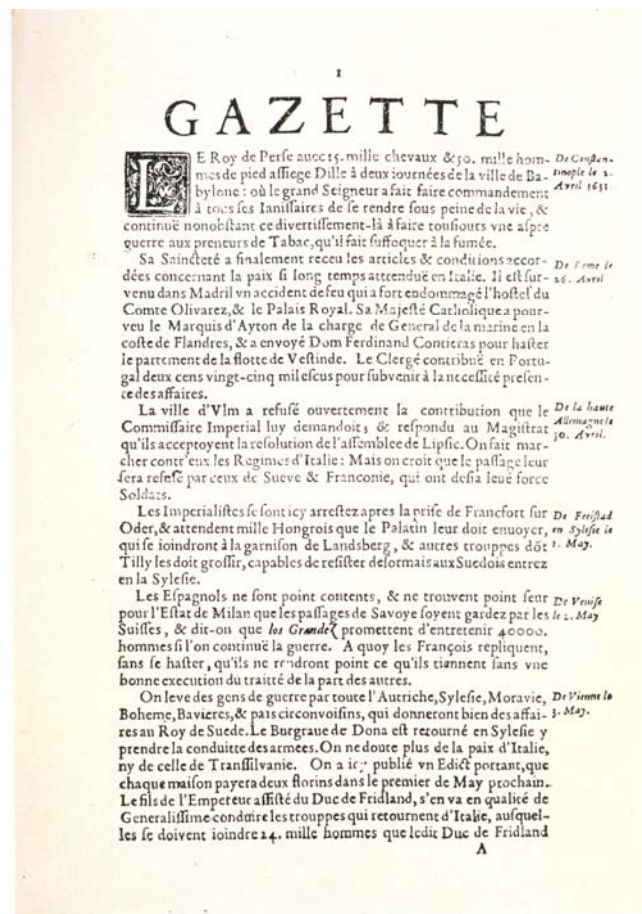 1
GAZETTE
LE Roy de Perse auec 15. mille chevaux & 50. mille hom- De Constan-
mes de pied assiege Dille à deux iournées de la ville de Ba- tinople le 2.
bylone : où le grand Seigneur a fait faire commandement Avril 1631
à tous ses Ianissaires de se rendre sous peine de la vie, &
continuë nonobstant ce divertissement-là à faire tousiours vne aspre
guerre aux preneurs de Tabac, qu'il fait suffoquer à la fumée.
Sa Saincteté a finalement receu les articles & conditions accor- De Rome le
dées concernant la paix si long temps attenduë en Italie. Il est sur- 26. Avril
venu dans Madril vn accident de feu qui a fort endommagé l'hostel du
Comte Olivarez, & le Palais Royal. Sa Majesté Catholique a pour-
veu le Marquis d'Ayton de la charge de General de la marine en la
coste de Flandres, & a envoyé Dom Ferdinand Contieras pour haster
le partement de la flotte de Vestinde. Le Clergé contribuë en Portu-
gal deux cens vingt-cinq mil escus pour subvenir à la necessité presen-
te des affaires.
La ville d'Vlm a refusé ouvertement la contribution que le De la haute
Commissaire Imperial luy demandoit; & respondu au Magistrat Allemagne le
qu'ils acceptoyent la resolution de l'assemblee de Lipsic. On fait mar- 30. Avril.
cher contr'eux les Regimes d'Italie : Mais on croit que le passage leur
sera refusé par ceux de Sueve & Franconie, qui ont desia leué force
Soldats.
Les Imperialistes se sont icy arrestez apres la prise de Francfort sur De Freistad
Oder, & attendent mille Hongrois que le Palatin leur doit enuoyer, en Sylesie le
qui se ioindront à la garnison de Landsberg, & autres trouppes dōt 1. May.
Tilly les doit grossir, capables de resister desormais aux Suedois entrez
en la Sylesie.
Les Espagnols ne sont point contents, & ne trouvent point seur De Venise
pour l'Estat de Milan que les passages de Savoye soyent gardez par les le 2. May
Suisses, & dit-on que los Grandez promettent d'entretenir 40000.
hommes si l'on continuë la guerre. A quoy les François repliquent,
sans se haster, qu'ils ne rendront point ce qu'ils tiennent sans vne
bonne execution du traitté de la part des autres.
On leve des gens de guerre par toute l'Autriche, Sylesie, Moravie, De Vienne le
Boheme, Bavieres, & païs circonvoisins, qui donneront bien des affai- 3. May.
res au Roy de Suede. Le Burgraue de Dona est retourné en Sylesie y
prendre la conduitte des armees. On ne doute plus de la paix d'Italie,
ny de celle de Transsilvanie. On a icy publié vn Edict portant, que
chaque maison payera deux florins dans le premier de May prochain.
Le fils de l'Empeteur assisté du Duc de Fridland, s'en va en qualité de
Generalissime conduire les trouppes qui retournent d'Italie, ausquel-
les se doivent ioindre 24. mille hommes que ledit Duc de Fridland
A